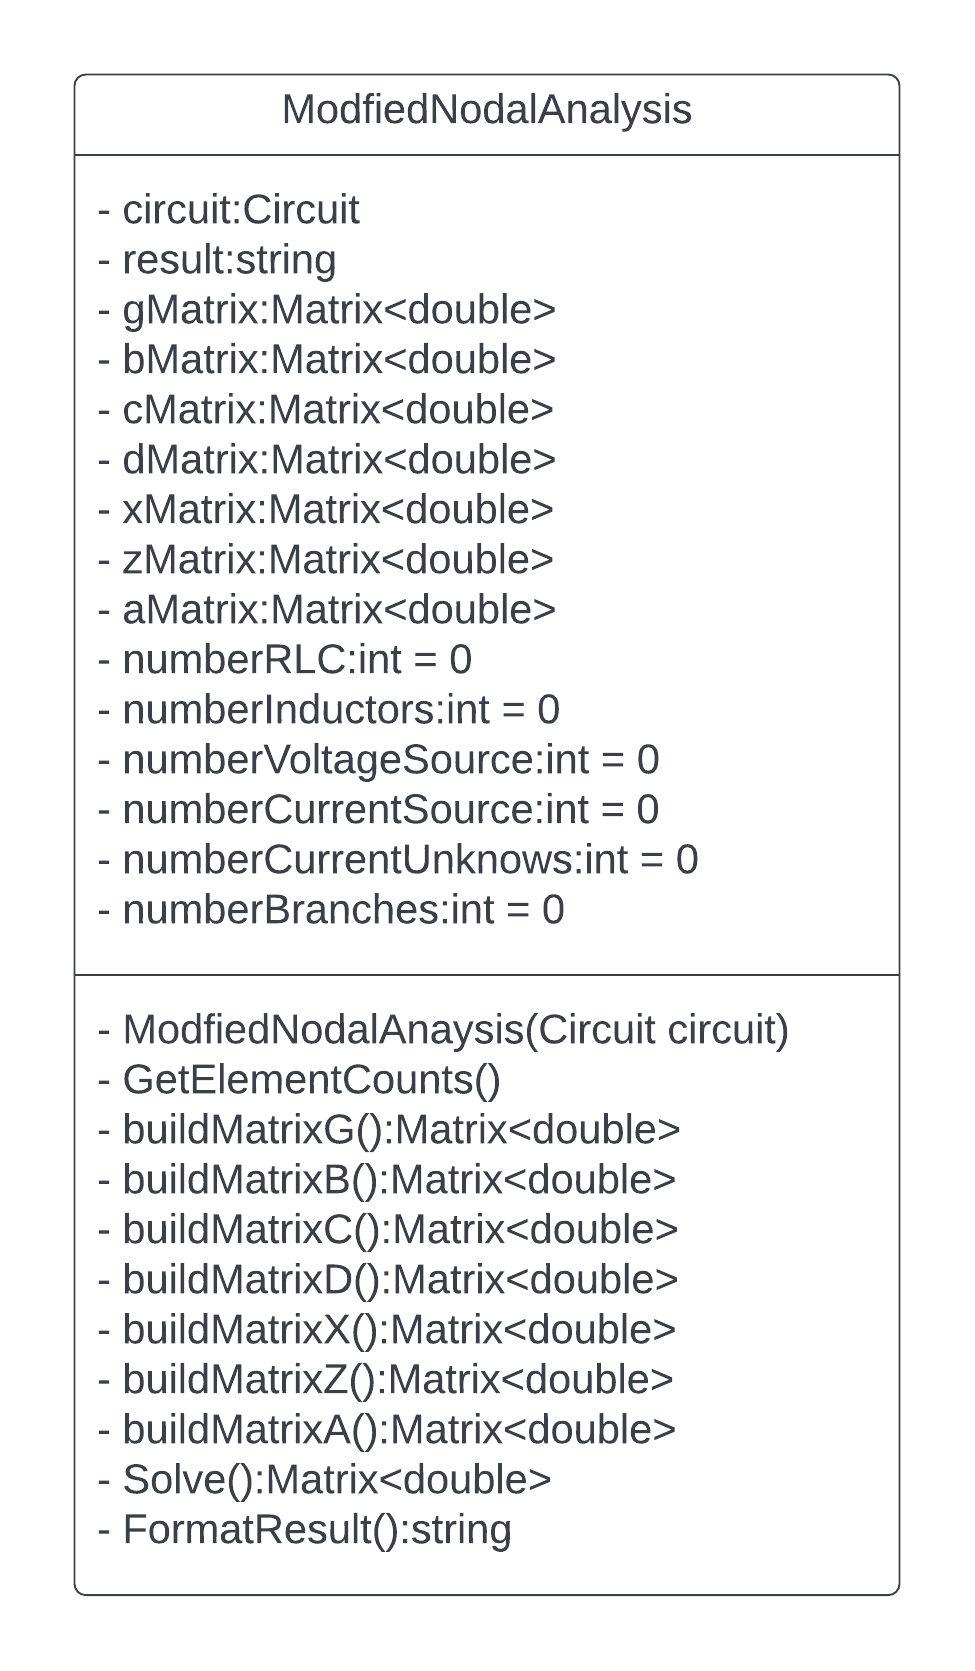 ModfiedNodalAnalysis
- circuit:Circuit
- result:string
- gMatrix:Matrix<double>
- bMatrix:Matrix<double>
- cMatrix:Matrix<double>
- dMatrix:Matrix<double>
- xMatrix:Matrix<double>
- zMatrix:Matrix<double>
- aMatrix:Matrix<double>
- numberRLC:int = 0
- numberInductors:int = 0
- numberVoltageSource:int = 0
- numberCurrentSource:int = 0
- numberCurrentUnknows:int = 0
- numberBranches:int = 0
- ModfiedNodalAnaysis(Circuit circuit)
- GetElementCounts()
- buildMatrixG():Matrix<double>
- buildMatrixB():Matrix<double>
- buildMatrixC():Matrix<double>
- buildMatrixD():Matrix<double>
- buildMatrixX():Matrix<double>
- buildMatrixZ():Matrix<double>
- buildMatrixA():Matrix<double>
- Solve():Matrix<double>
- FormatResult():string